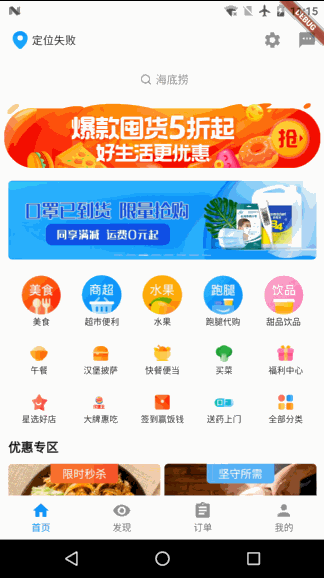 14:15
DEBUG
定位失败
海底捞
爆款囤货5折起
好生活更优惠
抢
口罩已到货 限量抢购
同享满减 运费0元起
84
美食
商超
水果
跑腿
饮品
美食
超市便利
水果
跑腿代购
甜品饮品
午餐
汉堡披萨
快餐便当
买菜
福利中心
星选好店
大牌惠吃
签到赢饭钱
送药上门
全部分类
优惠专区
限时秒杀
坚守所需
首页
发现
订单
我的